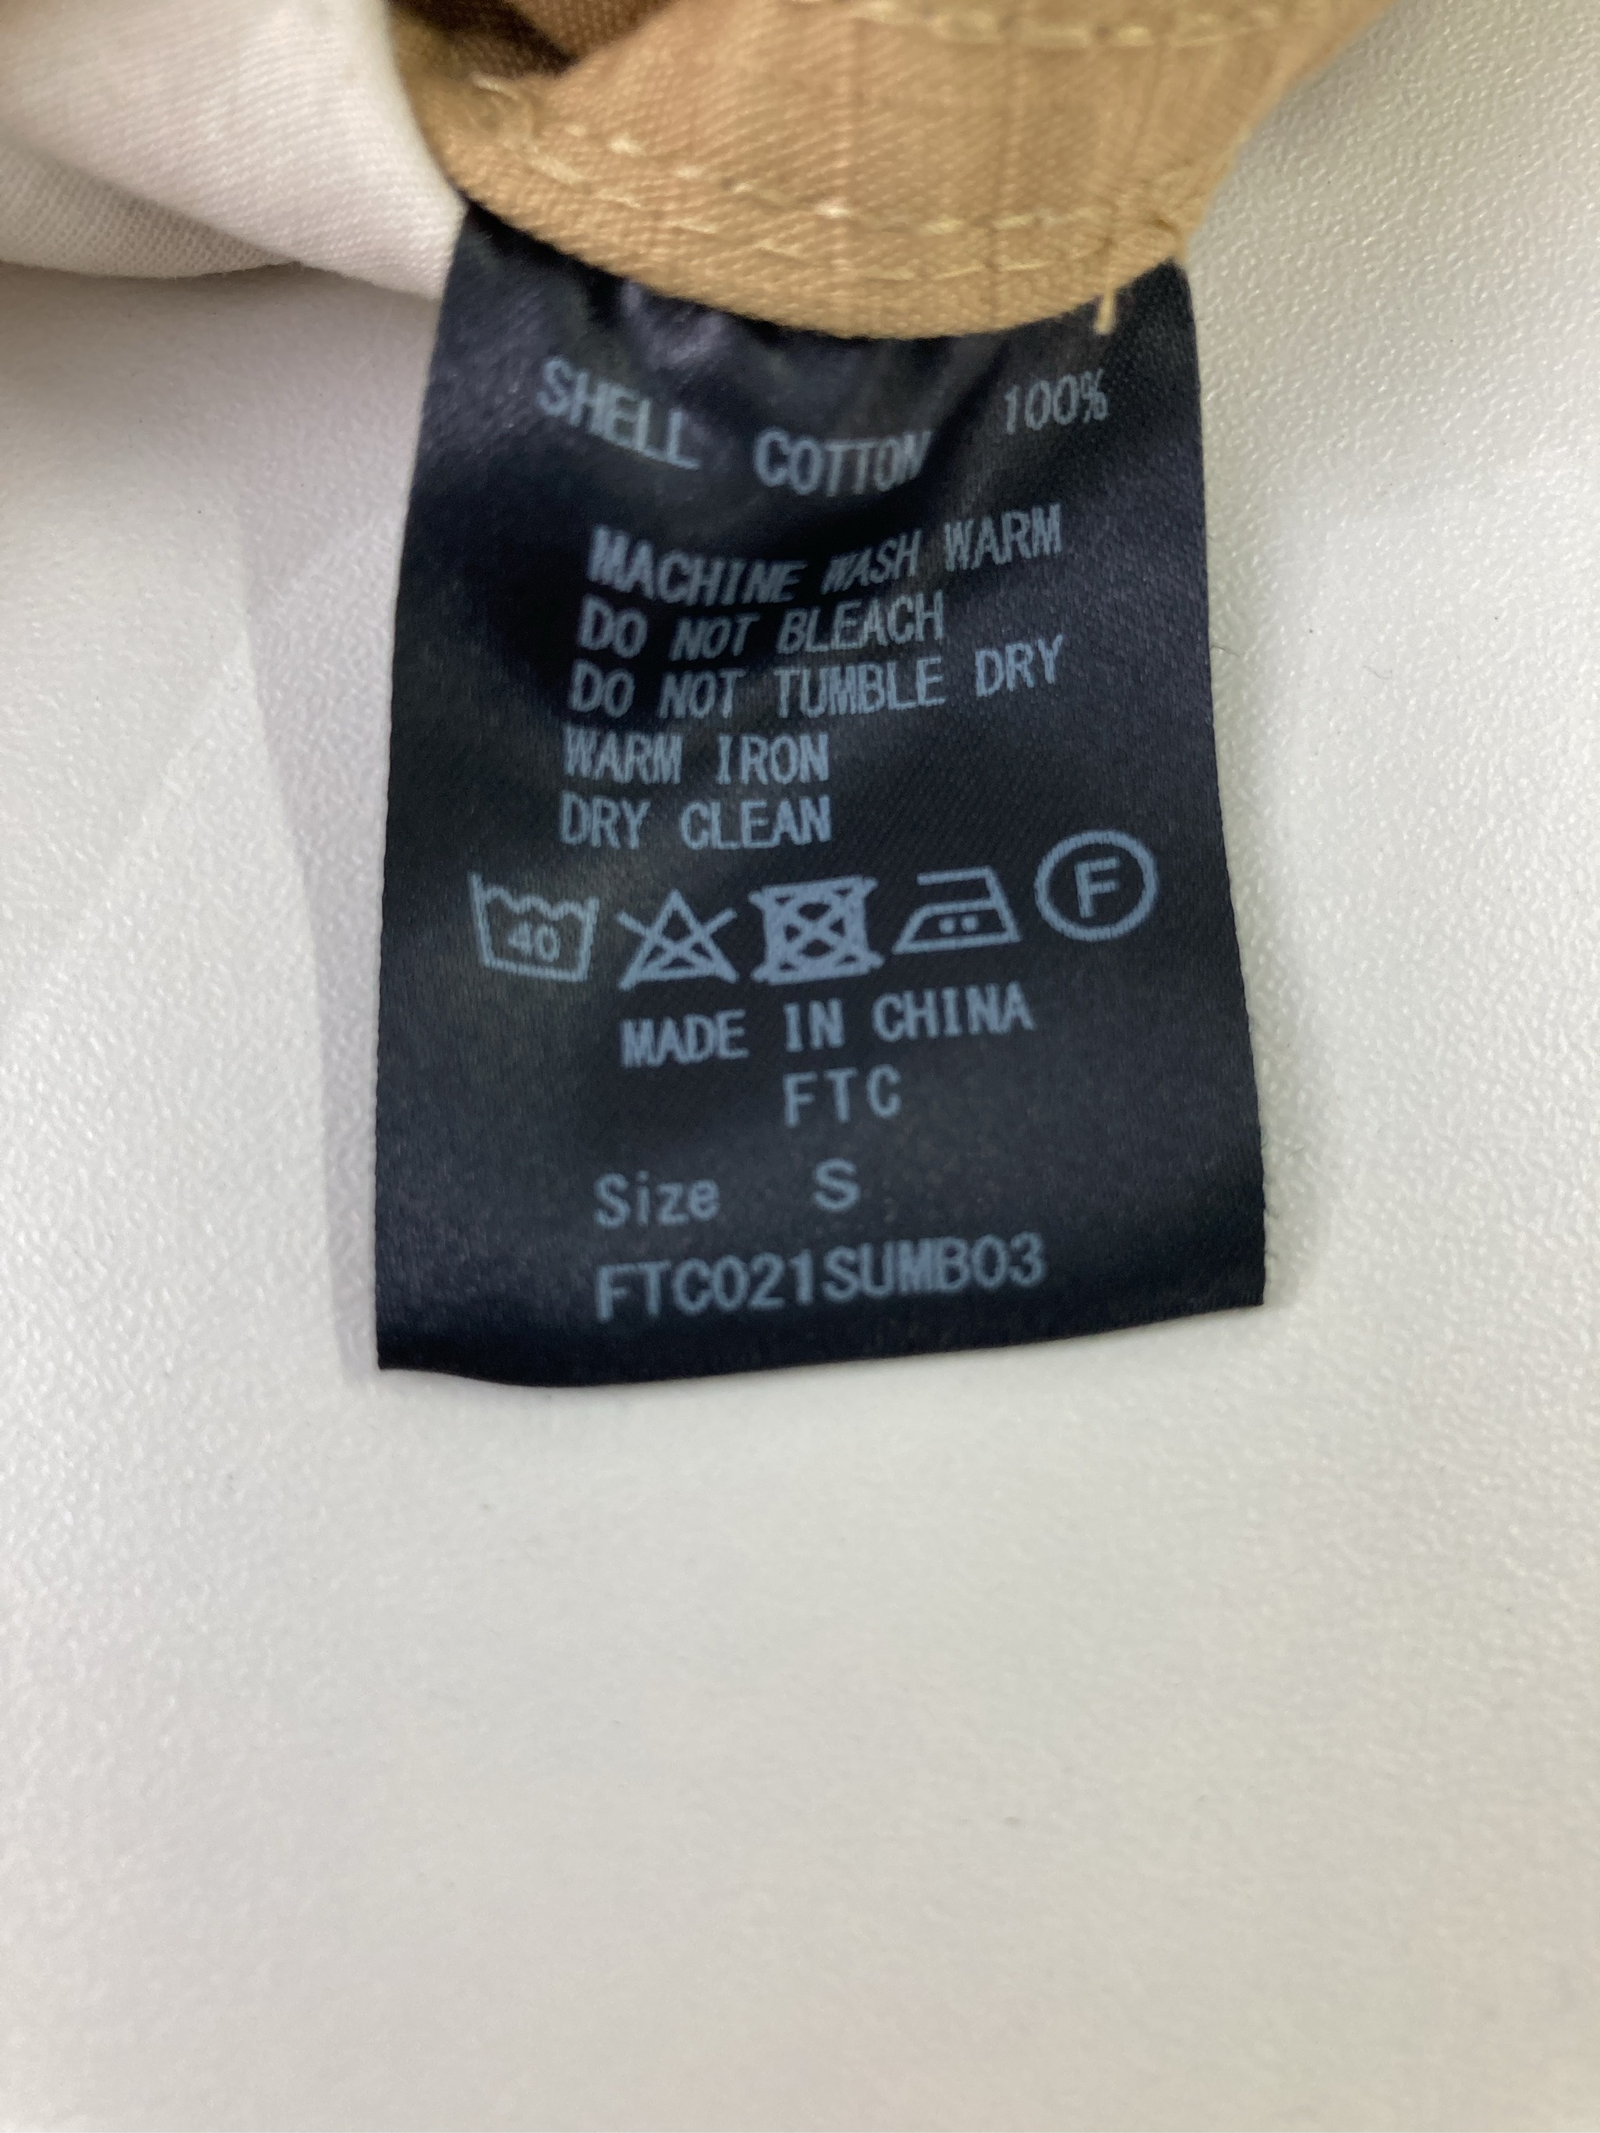 SHELL COTTON 100%
MACHINE WASH WARM
DO NOT BLEACH
DO NOT TUMBLE DRY
WARM IRON
DRY CLEAN
40 F
MADE IN CHINA
FTC
Size S
FTC021SUMB03